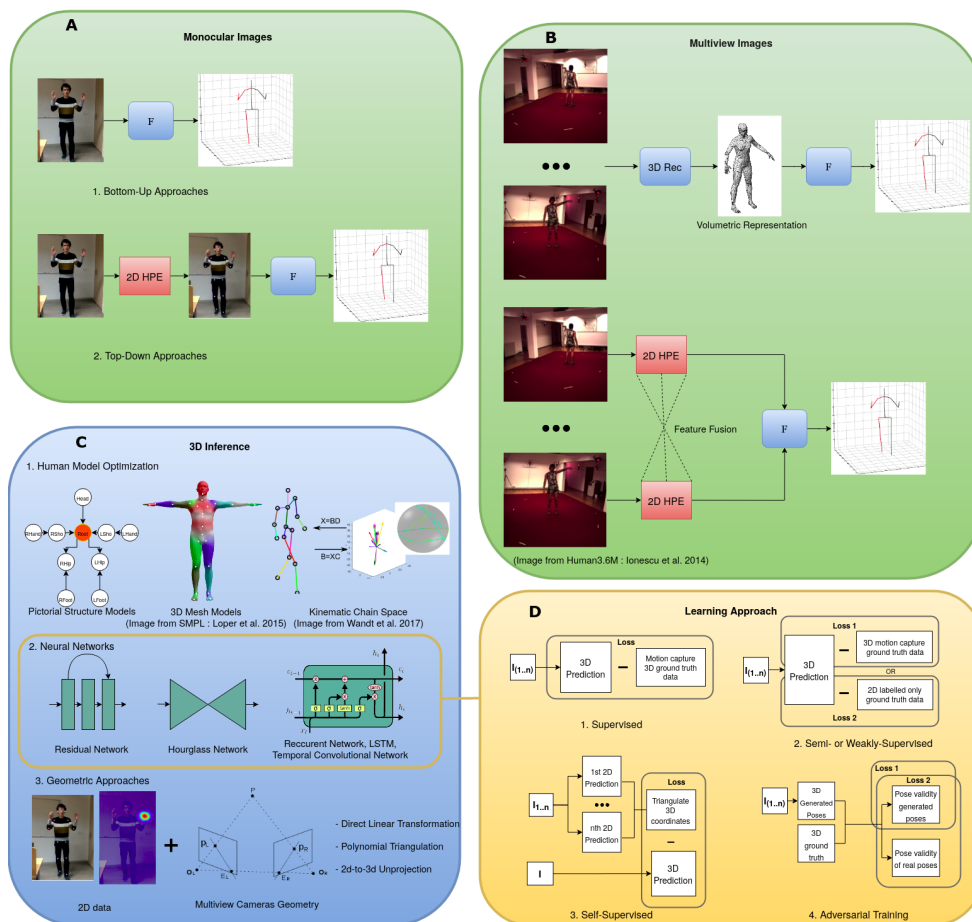 A
Monocular Images
F
1. Bottom-Up Approaches
2D HPE
F
2. Top-Down Approaches
B
Multiview Images
3D Rec
F
Volumetric Representation
2D HPE
Feature Fusion
F
2D HPE
(Image from Human3.6M : Ionescu et al. 2014)
C
3D Inference
1. Human Model Optimization
Head
RHand
RSho
Root
LSho
LHand
RHip
LHip
RFoot
LFoot
X=BD
B=XC
Pictorial Structure Models
3D Mesh Models
(Image from SMPL : Loper et al. 2015)
Kinematic Chain Space
(Image from Wandt et al. 2017)
2. Neural Networks
Residual Network
Hourglass Network
Reccurent Network, LSTM,
Temporal Convolutional Network
3. Geometric Approaches
P
- Direct Linear Transformation
- Polynomial Triangulation
- 2d-to-3d Unprojection
2D data
Multiview Cameras Geometry
D
Learning Approach
Loss
I(1..n)
3D
Prediction
Motion capture
3D ground truth
data
1. Supervised
Loss 1
I(1..n)
3D
Prediction
3D motion capture
ground truth data
OR
2D labelled only
ground truth data
Loss 2
2. Semi- or Weakly-Supervised
I1..n
1st 2D
Prediction
nth 2D
Prediction
Loss
Triangulate
3D
coordinates
I
3D
Prediction
3. Self-Supervised
Loss 1
Loss 2
I(1..n)
3D
Generated
Poses
3D
ground
truth
Pose validity
generated
poses
Pose validity
of real poses
4. Adversarial Training